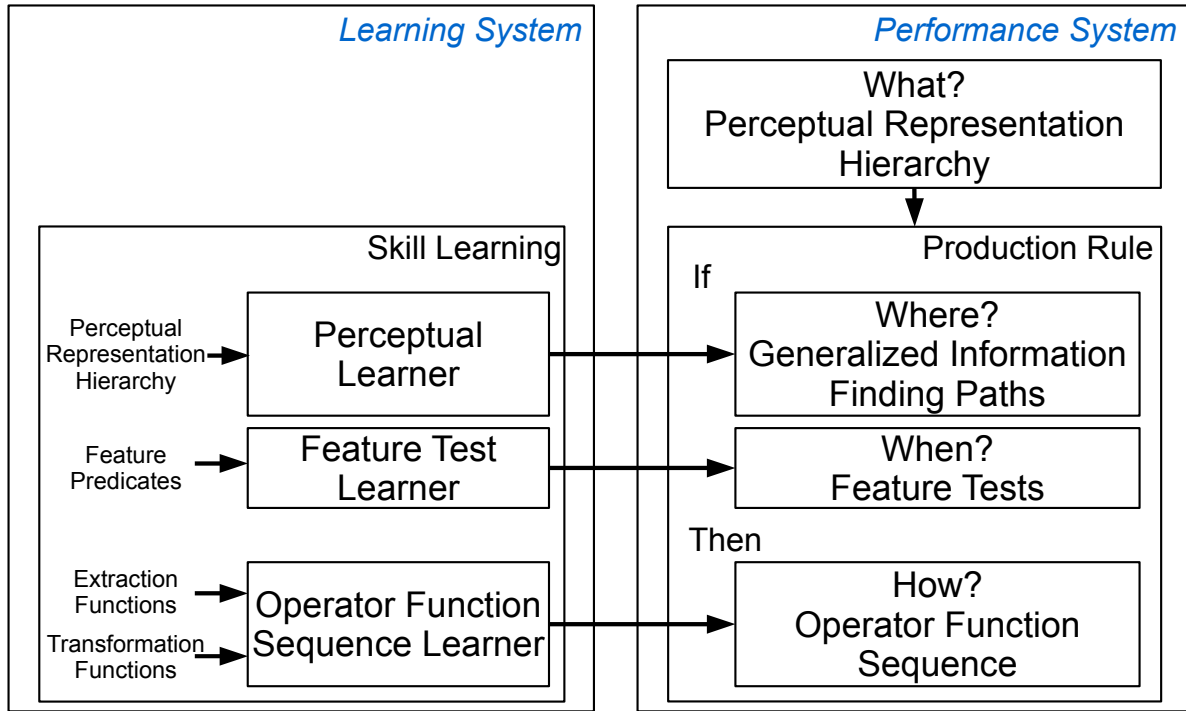 Learning System
Skill Learning
Perceptual
Representation
Hierarchy
Perceptual
Learner
Feature
Predicates
Feature Test
Learner
Extraction
Functions
Transformation
Functions
Operator Function
Sequence Learner
Performance System
What?
Perceptual Representation
Hierarchy
Production Rule
If
Where?
Generalized Information
Finding Paths
When?
Feature Tests
Then
How?
Operator Function
Sequence